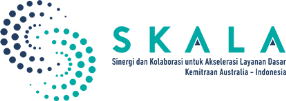 SKALA
Sinergi dan Kolaborasi untuk Akselerasi Layanan Dasar
Kemitraan Australia - Indonesia